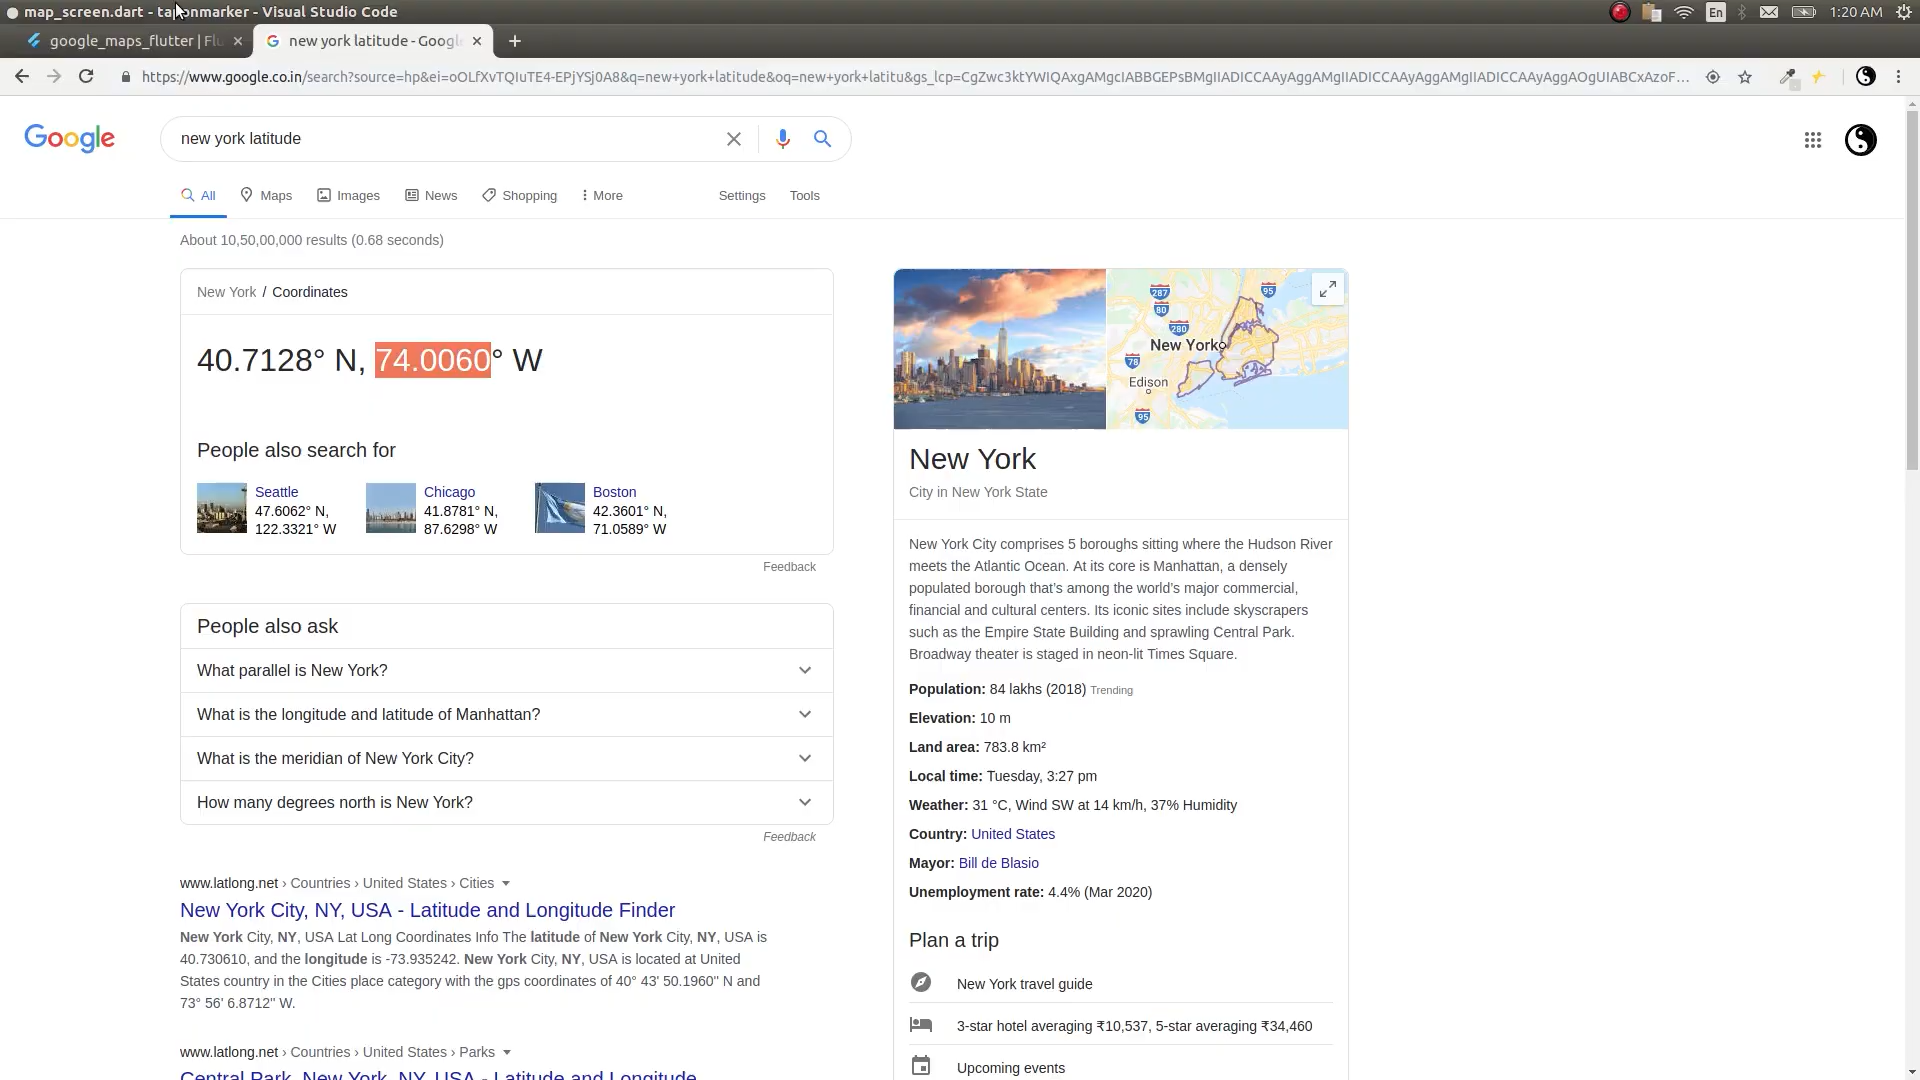 map_screen.dart - taponmarker - Visual Studio Code
En
1:20 AM
google_maps_flutter | Flu
new york latitude - Google
https://www.google.co.in/search?source=hp&ei=oOLfXvTQIuTE4-EPjYSj0A8&q=new+york+latitude&oq=new+york+latitu&gs_lcp=CgZwc3ktYWIQAxgAMgcIABBGEPsBMgIIADICCAAyAggAMgIIADICCAAyAggAMgIIADICCAAyAggAOgUIABCxAzoF...
Google
new york latitude
All
Maps
Images
News
Shopping
More
Settings
Tools
About 10,50,00,000 results (0.68 seconds)
New York / Coordinates
40.7128° N, 74.0060° W
People also search for
Seattle
47.6062° N,
122.3321° W
Chicago
41.8781° N,
87.6298° W
Boston
42.3601° N,
71.0589° W
Feedback
People also ask
What parallel is New York?
What is the longitude and latitude of Manhattan?
What is the meridian of New York City?
How many degrees north is New York?
Feedback
www.latlong.net › Countries › United States › Cities
New York City, NY, USA - Latitude and Longitude Finder
New York City, NY, USA Lat Long Coordinates Info The latitude of New York City, NY, USA is
40.730610, and the longitude is -73.935242. New York City, NY, USA is located at United
States country in the Cities place category with the gps coordinates of 40° 43' 50.1960'' N and
73° 56' 6.8712'' W.
www.latlong.net › Countries › United States › Parks
Central Park, New York, NY, USA - Latitude and Longitude
287
95
80
280
New York
78
Edison
95
New York
City in New York State
New York City comprises 5 boroughs sitting where the Hudson River
meets the Atlantic Ocean. At its core is Manhattan, a densely
populated borough that's among the world's major commercial,
financial and cultural centers. Its iconic sites include skyscrapers
such as the Empire State Building and sprawling Central Park.
Broadway theater is staged in neon-lit Times Square.
Population: 84 lakhs (2018) Trending
Elevation: 10 m
Land area: 783.8 km²
Local time: Tuesday, 3:27 pm
Weather: 31 °C, Wind SW at 14 km/h, 37% Humidity
Country: United States
Mayor: Bill de Blasio
Unemployment rate: 4.4% (Mar 2020)
Plan a trip
New York travel guide
3-star hotel averaging ₹10,537, 5-star averaging ₹34,460
Upcoming events